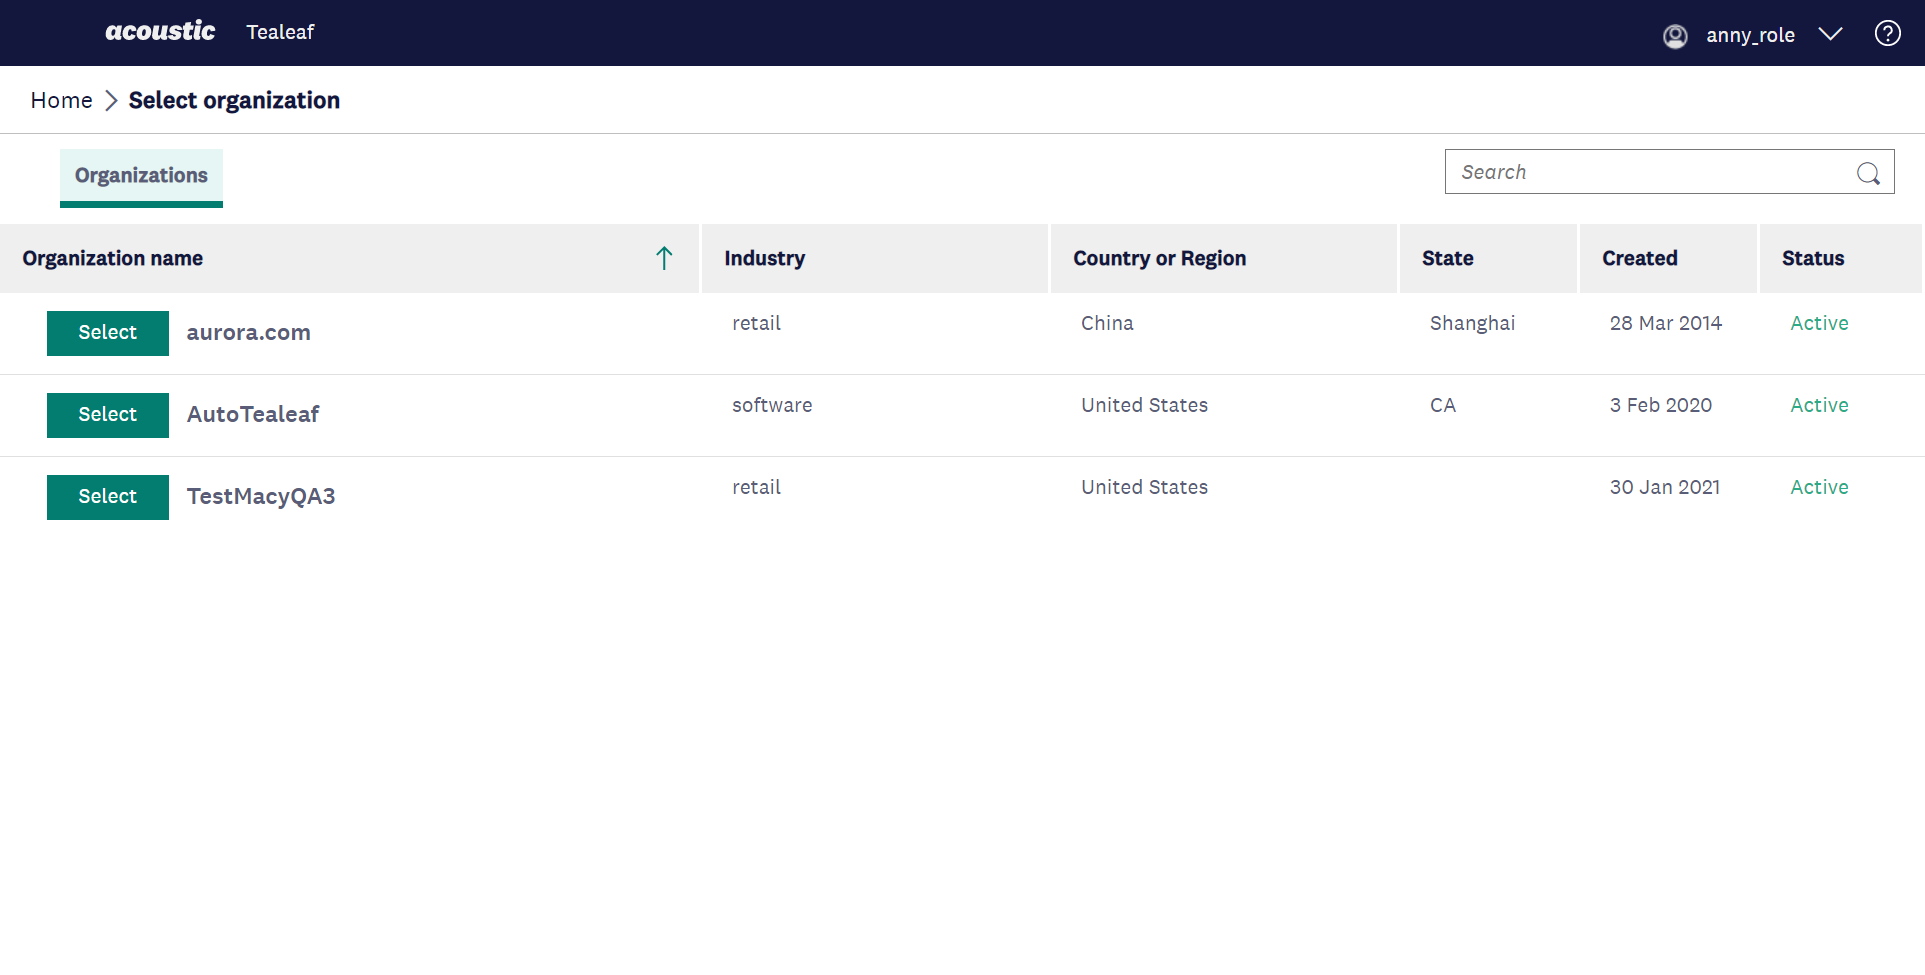 acoustic Tealeaf anny_role
Home Select organization
Organizations Search
Organization name Industry Country or Region State Created Status
Select aurora.com retail China Shanghai 28 Mar 2014 Active
Select AutoTealeaf software United States CA 3 Feb 2020 Active
Select TestMacyQA3 retail United States 30 Jan 2021 Active